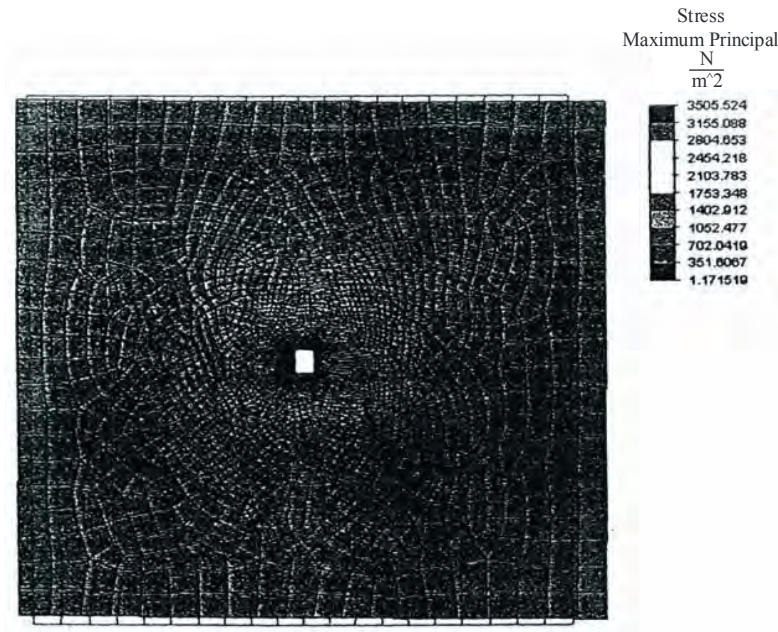 Stress
Maximum Principal
N
m^2
3505.524
3155.088
2804.653
2454.218
2103.783
1753.348
1402.912
1052.477
702.0419
351.6067
1.171519